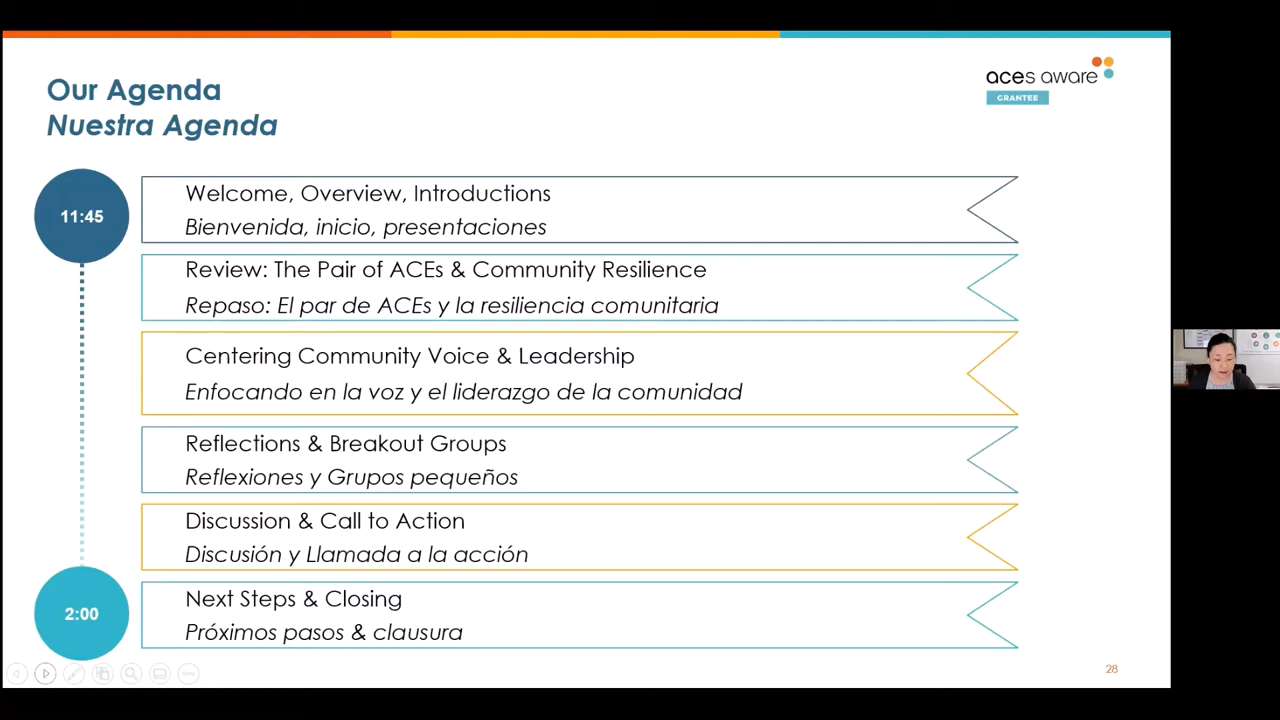 Our Agenda
Nuestra Agenda
aces aware
GRANTEE
11:45
Welcome, Overview, Introductions
Bienvenida, inicio, presentaciones
Review: The Pair of ACEs & Community Resilience
Repaso: El par de ACEs y la resiliencia comunitaria
Centering Community Voice & Leadership
Enfocando en la voz y el liderazgo de la comunidad
Reflections & Breakout Groups
Reflexiones y Grupos pequeños
Discussion & Call to Action
Discusión y Llamada a la acción
2:00
Next Steps & Closing
Próximos pasos & clausura
28